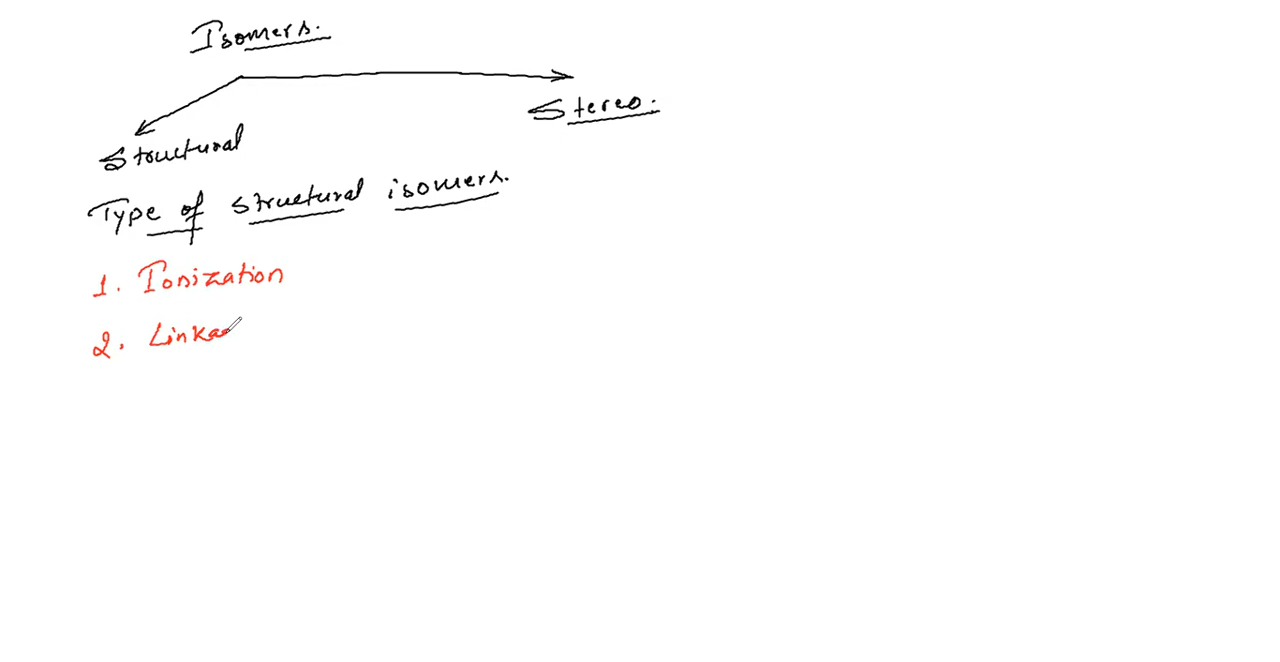 Isomers.
Stereo.
Structural
Type of structural isomers.
1. Ionization
2. Linka